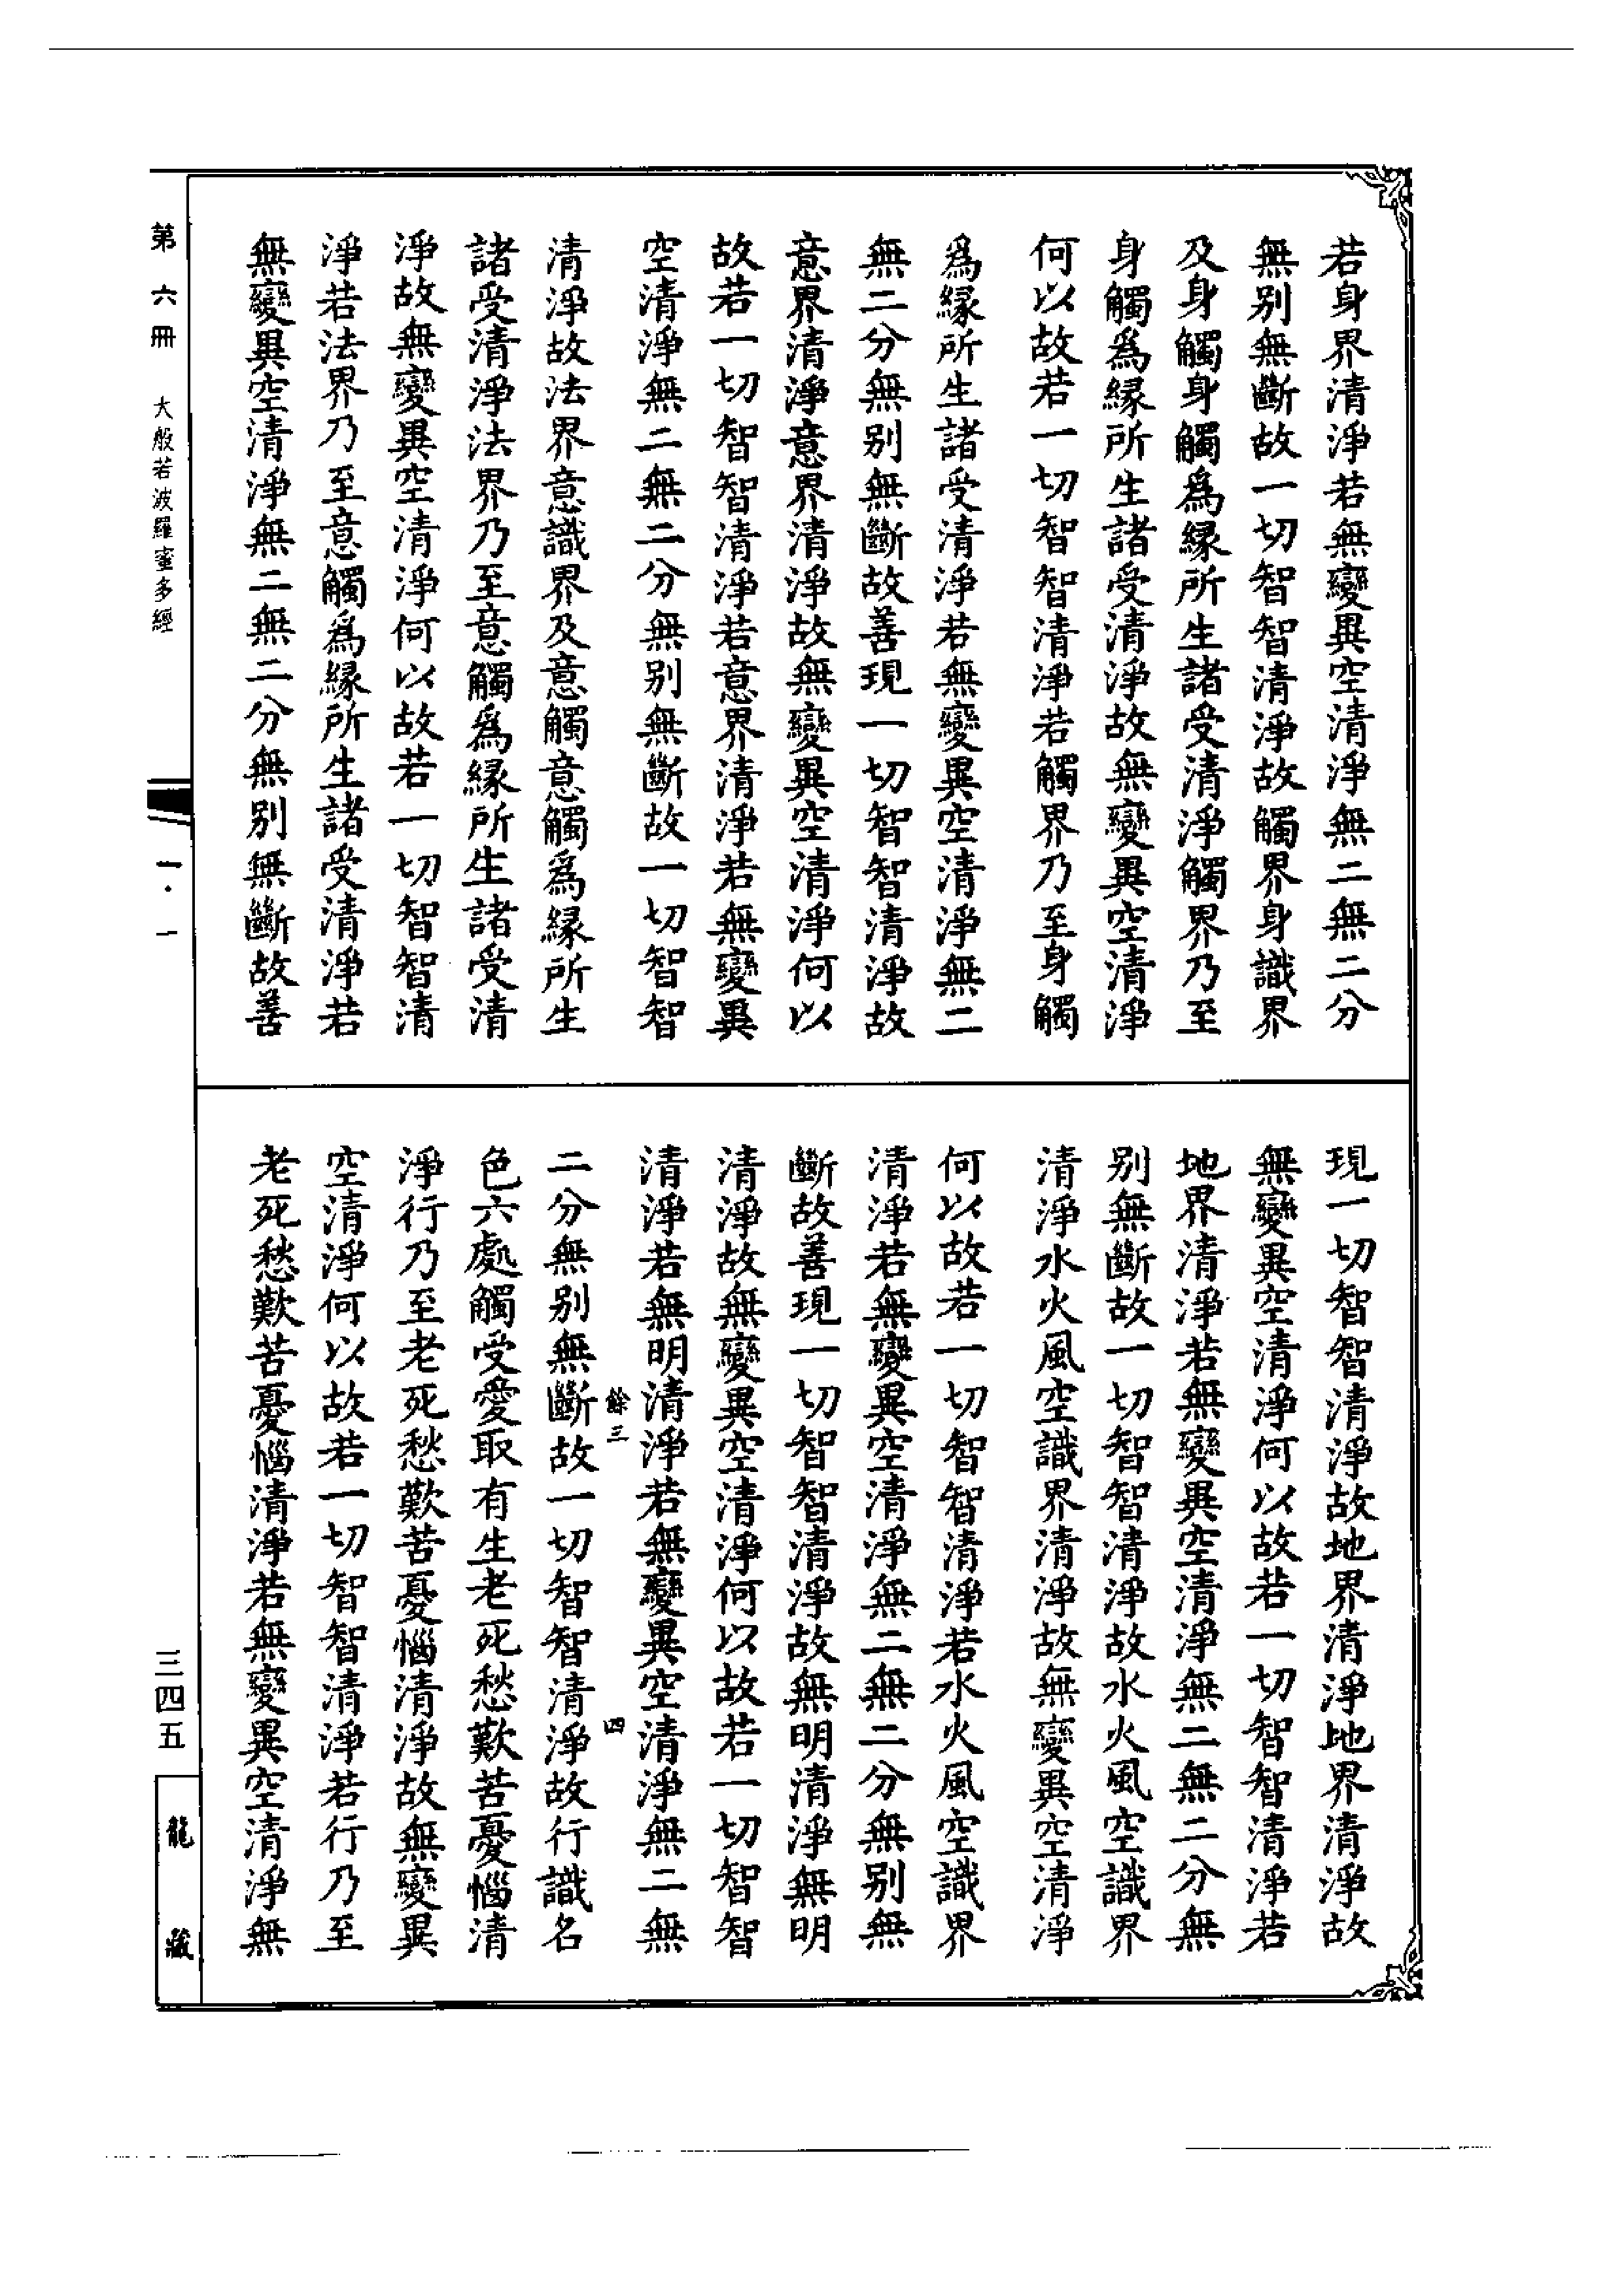 若身界清淨若無變異空清淨無二無二分
無別無斷故一切智智清淨故觸界身識界
及身觸身觸為緣所生諸受清淨觸界乃至
身觸為緣所生諸受清淨故無變異空清淨
何以故若一切智智清淨若觸界乃至身觸
為緣所生諸受清淨若無變異空清淨無二
無二分無別無斷故善現一切智智清淨故
意界清淨意界清淨故無變異空清淨何以
故若一切智智清淨若意界清淨若無變異
空清淨無二無二分無別無斷故一切智智
清淨故法界意識界及意觸意觸為緣所生
諸受清淨法界乃至意觸為緣所生諸受清
淨故無變異空清淨何以故若一切智智清
淨若法界乃至意觸為緣所生諸受清淨若
無變異空清淨無二無二分無別無斷故善
現一切智智清淨故地界清淨地界清淨故
無變異空清淨何以故若一切智智清淨若
地界清淨若無變異空清淨無二無二分無
別無斷故一切智智清淨故水火風空識界
清淨水火風空識界清淨故無變異空清淨
何以故若一切智智清淨若水火風空識界
清淨若無變異空清淨無二無二分無別無
斷故善現一切智智清淨故無明清淨無明
清淨故無變異空清淨何以故若一切智智
清淨若無明清淨若無變異空清淨無二無
餘三 四
二分無別無斷故一切智智清淨故行識名
色六處觸受愛取有生老死愁歎苦憂惱清
淨行乃至老死愁歎苦憂惱清淨故無變異
空清淨何以故若一切智智清淨若行乃至
老死愁歎苦憂惱清淨若無變異空清淨無
第六冊 大般若波羅蜜多經 一·一 三四五
龍藏